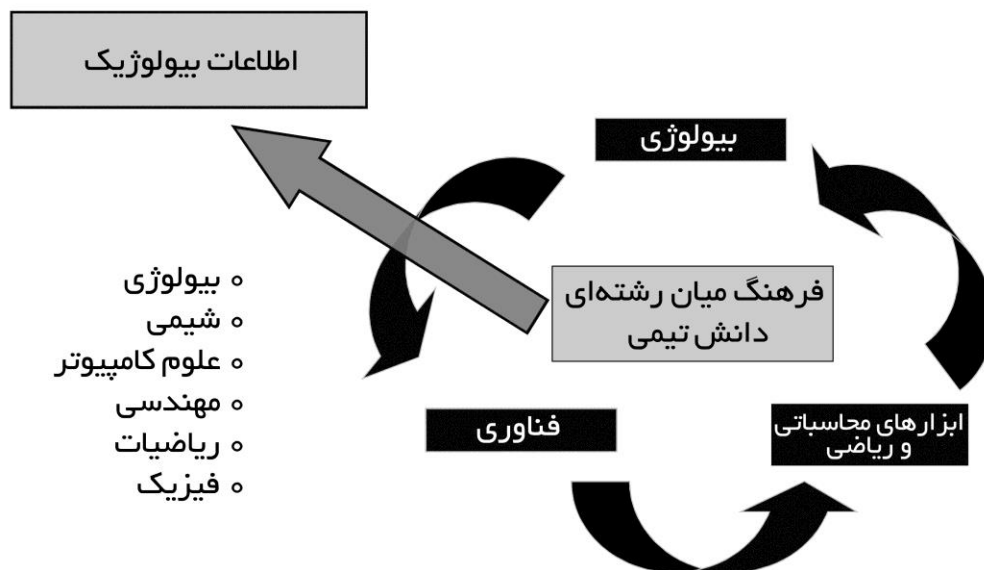 اطلاعات بیولوژیک
بیولوژی
فرهنگ میان رشته‌ای
دانش تیمی
فناوری
ابزارهای محاسباتی
و ریاضی
o بیولوژی
o شیمی
o علوم کامپیوتر
o مهندسی
o ریاضیات
o فیزیک